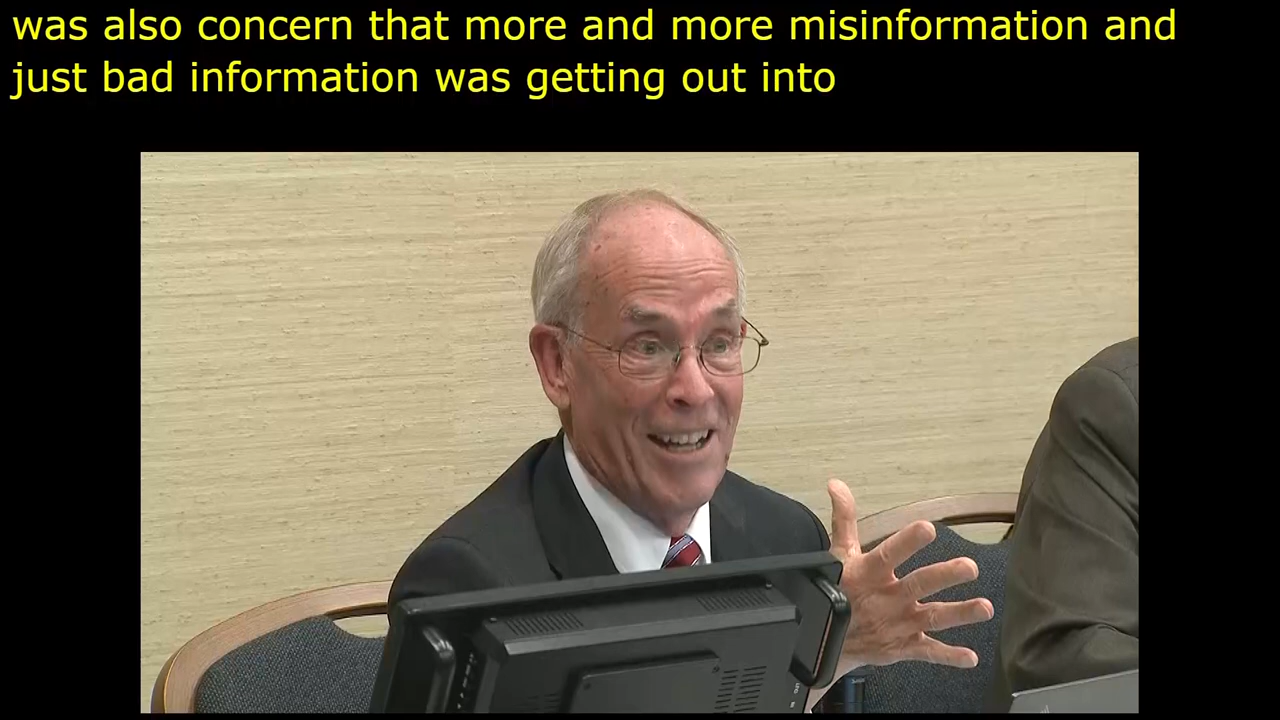 was also concern that more and more misinformation and
just bad information was getting out into